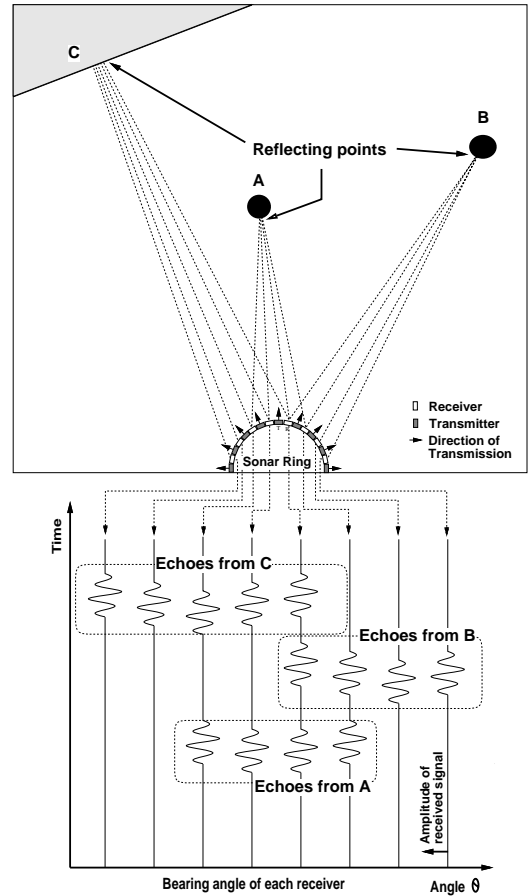 C
B
Reflecting points
A
Receiver
Transmitter
Direction of
Transmission
T R
Sonar Ring
Time
Echoes from C
Echoes from B
Echoes from A
Amplitude of
received signal
Bearing angle of each receiver
Angle θ